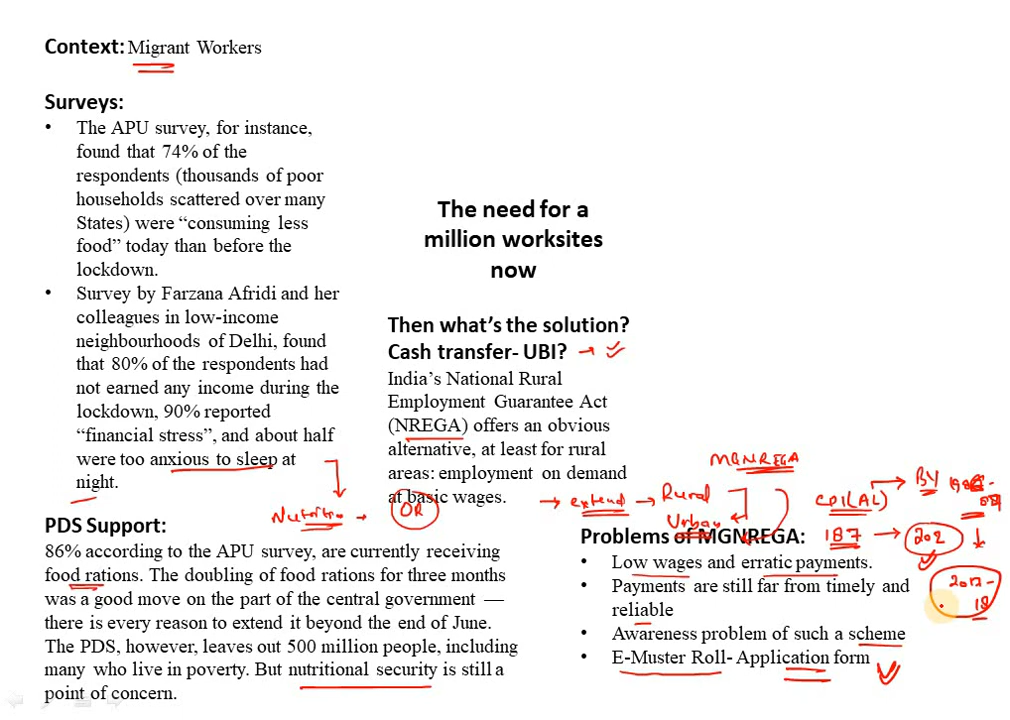 Context: Migrant Workers
Surveys:
• The APU survey, for instance,
found that 74% of the
respondents (thousands of poor
households scattered over many
States) were “consuming less
food” today than before the
lockdown.
• Survey by Farzana Afridi and her
colleagues in low-income
neighbourhoods of Delhi, found
that 80% of the respondents had
not earned any income during the
lockdown, 90% reported
“financial stress”, and about half
were too anxious to sleep at
night.
PDS Support:
86% according to the APU survey, are currently receiving
food rations. The doubling of food rations for three months
was a good move on the part of the central government —
there is every reason to extend it beyond the end of June.
The PDS, however, leaves out 500 million people, including
many who live in poverty. But nutritional security is still a
point of concern.
The need for a
million worksites
now
Then what’s the solution?
Cash transfer- UBI?
India’s National Rural
Employment Guarantee Act
(NREGA) offers an obvious
alternative, at least for rural
areas: employment on demand
at basic wages.
OR
→ extend → Rural
Urban
MGNREGA
CPI(AL) → BY
187 → 202
2017-
18
Problems of MGNREGA:
• Low wages and erratic payments.
• Payments are still far from timely and
reliable
• Awareness problem of such a scheme
• E-Muster Roll- Application form